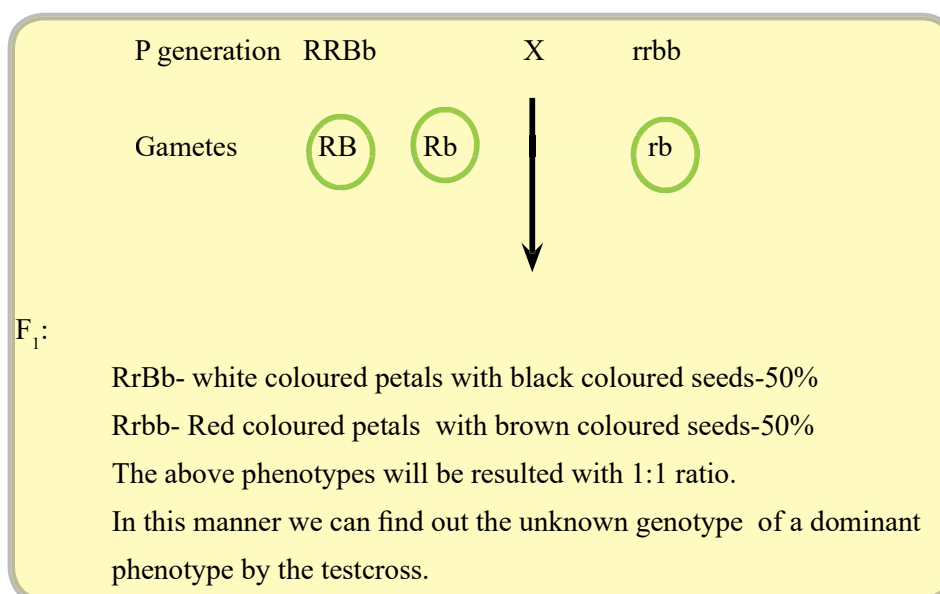 P generation RRBb X rrbb
Gametes RB Rb rb
F₁:
RrBb- white coloured petals with black coloured seeds-50%
Rrbb- Red coloured petals with brown coloured seeds-50%
The above phenotypes will be resulted with 1:1 ratio.
In this manner we can find out the unknown genotype of a dominant
phenotype by the testcross.